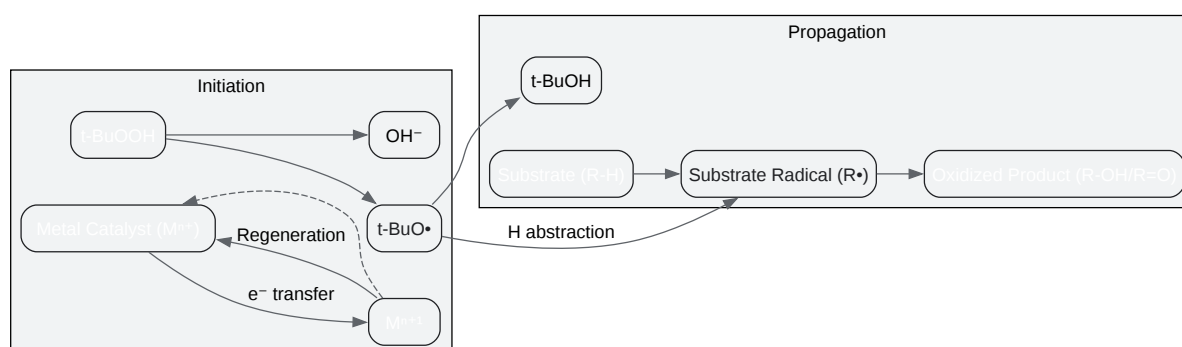 Propagation
Initiation
t-BuOH
t-BuOOH
OH⁻
Substrate (R-H)
Substrate Radical (R•)
Oxidized Product (R-OH/R=O)
Metal Catalyst (Mⁿ⁺)
Regeneration
t-BuO•
H abstraction
e⁻ transfer
Mⁿ⁺¹